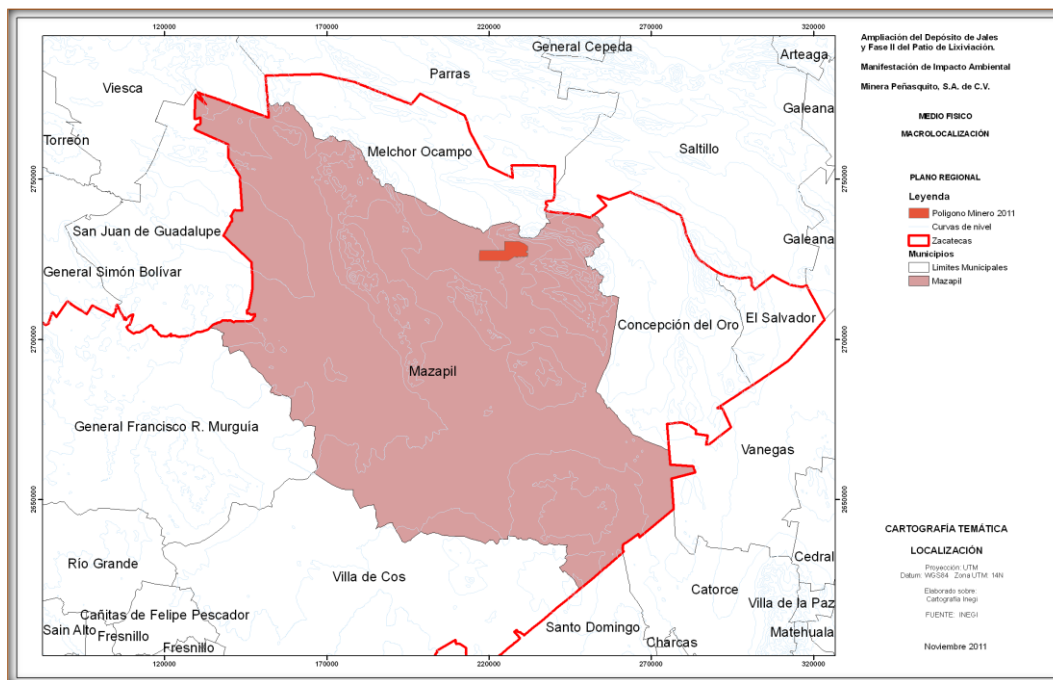 120000
170000
220000
270000
320000
General Cepeda
Arteaga
Parras
Viesca
Galeana
Torreón
Saltillo
Melchor Ocampo
2750000
2750000
San Juan de Guadalupe
Galeana
General Simón Bolívar
El Salvador
Concepción del Oro
2700000
2700000
Mazapil
General Francisco R. Murguía
Vanegas
2650000
2650000
Río Grande
Cedral
Villa de Cos
Catorce
Villa de la Paz
Cañitas de Felipe Pescador
Sain Alto
Fresnillo
Santo Domingo
Matehuala
Charcas
Fresnillo
120000
170000
220000
270000
320000
Ampliación del Depósito de Jales
y Fase II del Patio de Lixiviación.
Manifestación de Impacto Ambiental
Minera Peñasquito, S.A. de C.V.
MEDIO FISICO
MACROLOCALIZACIÓN
PLANO REGIONAL
Leyenda
Poligono Minero 2011
Curvas de nivel
Zacatecas
Municipios
Limites Municipales
Mazapil
CARTOGRAFÍA TEMÁTICA
LOCALIZACIÓN
Proyección: UTM
Datum: WGS84 Zona UTM: 14N
Elaborado sobre:
Cartografía Inegi
FUENTE: INEGI
Noviembre 2011